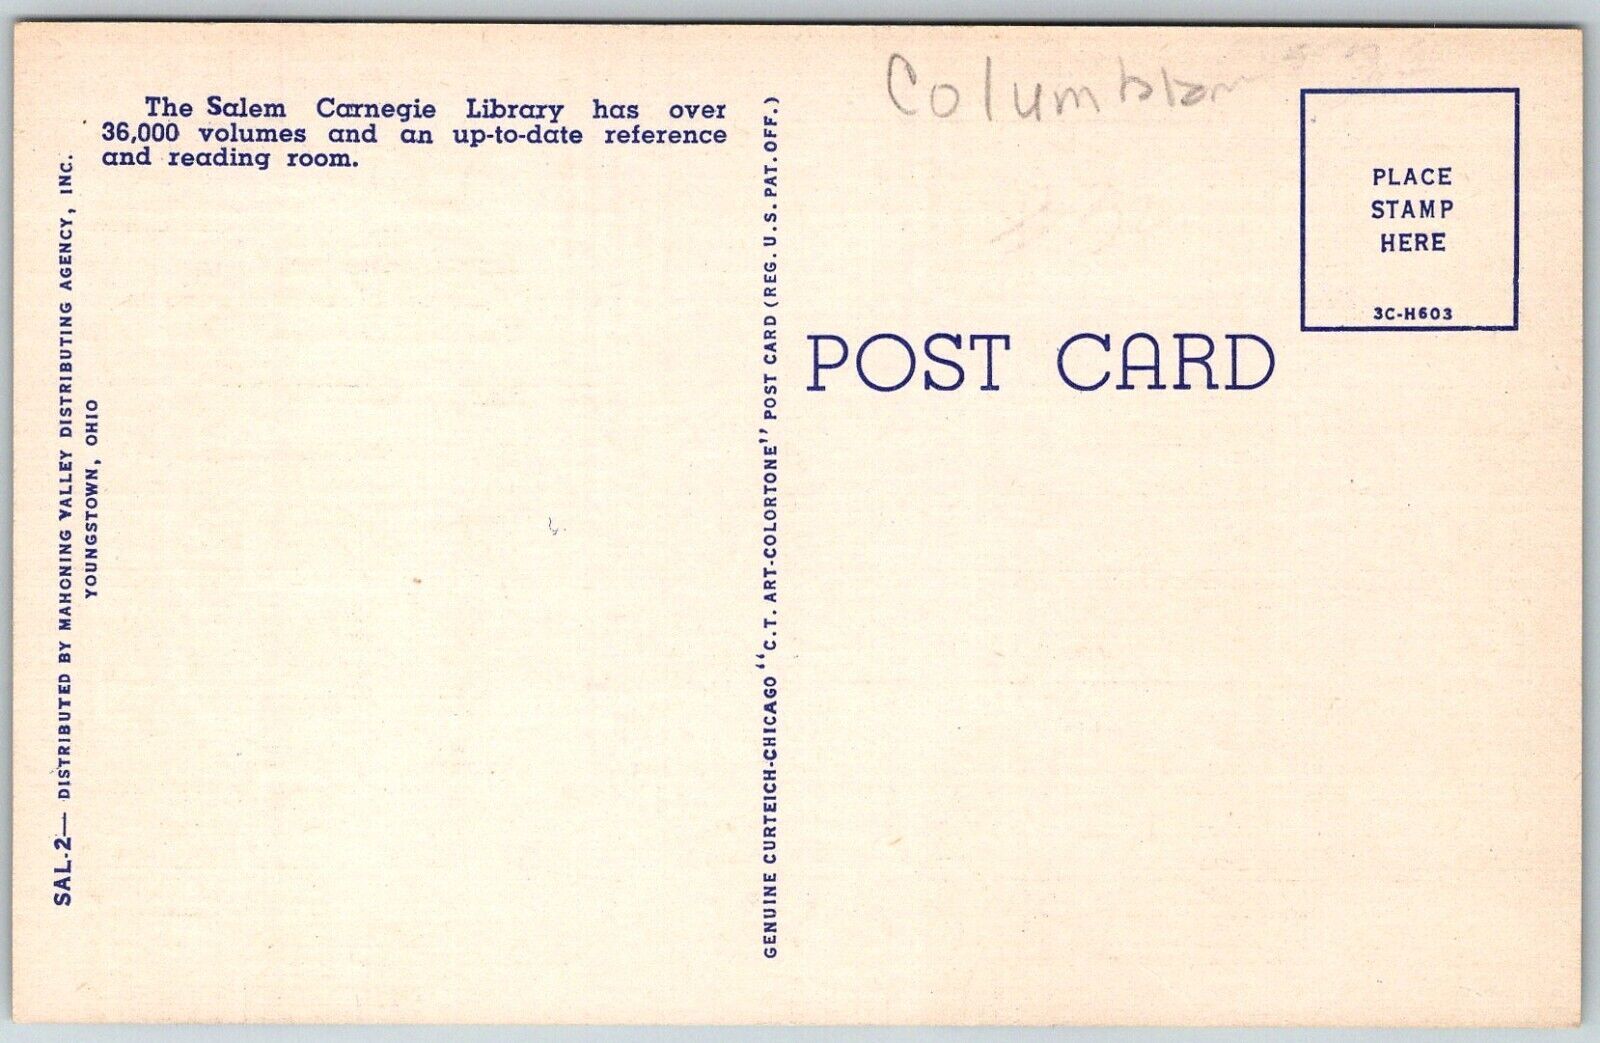 The Salem Carnegie Library has over
36,000 volumes and an up-to-date reference
and reading room.
SAL-2— DISTRIBUTED BY MAHONING VALLEY DISTRIBUTING AGENCY, INC.
YOUNGSTOWN, OHIO
GENUINE CURTEICH-CHICAGO "C.T. ART-COLORTONE" POST CARD (REG. U.S. PAT. OFF.)
POST CARD
PLACE
STAMP
HERE
3C-H603